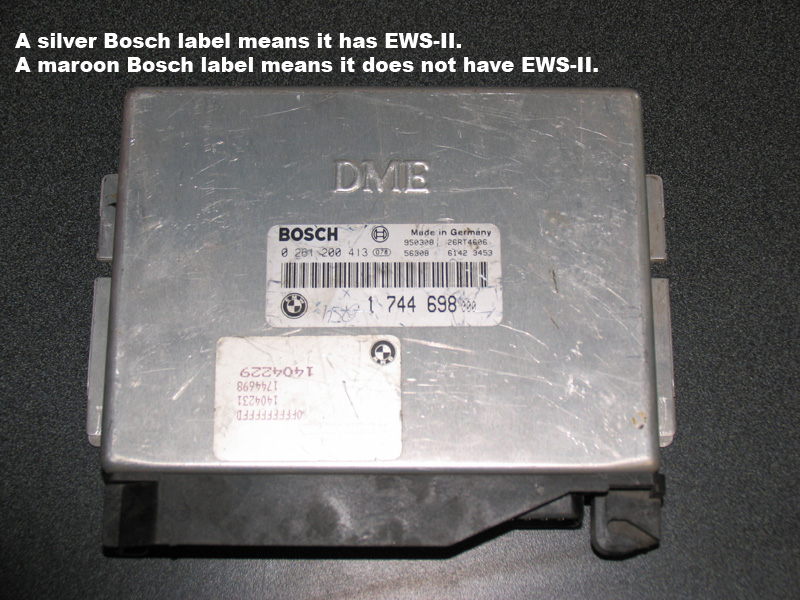 A silver Bosch label means it has EWS-II.
A maroon Bosch label means it does not have EWS-II.
DME
BOSCH Made in Germany
950308 26RT4606
0 261 200 413 56908 6142 3453
1 744 698
1404229
1744698
1404231